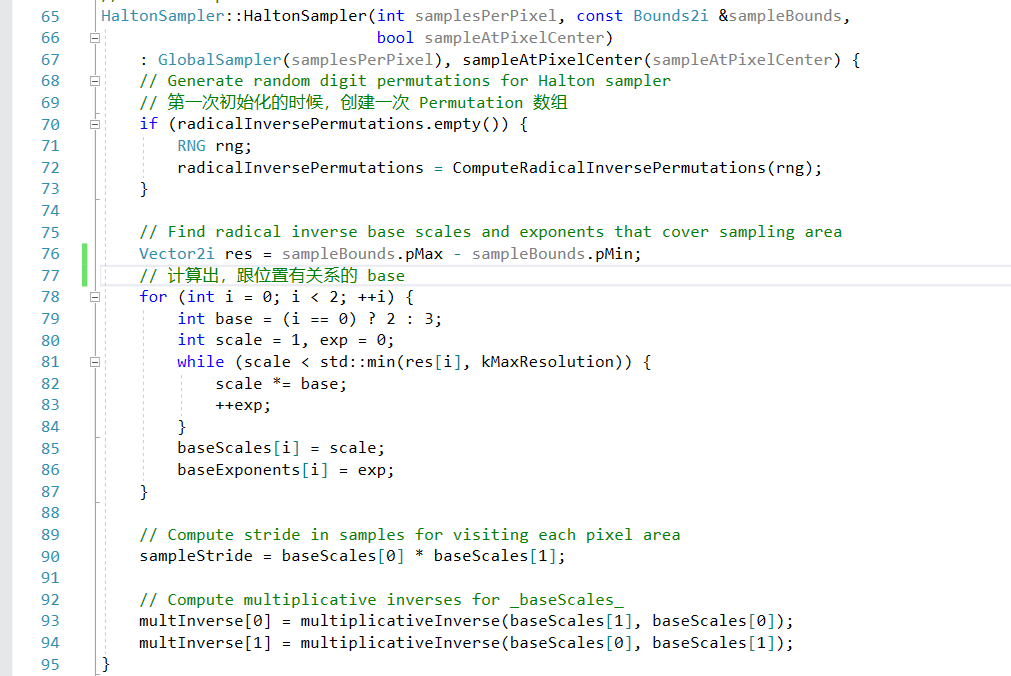 65 HaltonSampler::HaltonSampler(int samplesPerPixel, const Bounds2i &sampleBounds,
66                              bool sampleAtPixelCenter)
67     : GlobalSampler(samplesPerPixel), sampleAtPixelCenter(sampleAtPixelCenter) {
68     // Generate random digit permutations for Halton sampler
69     // 第一次初始化的时候，创建一次 Permutation 数组
70     if (radicalInversePermutations.empty()) {
71         RNG rng;
72         radicalInversePermutations = ComputeRadicalInversePermutations(rng);
73     }
74
75     // Find radical inverse base scales and exponents that cover sampling area
76     Vector2i res = sampleBounds.pMax - sampleBounds.pMin;
77     // 计算出，跟位置有关系的 base
78     for (int i = 0; i < 2; ++i) {
79         int base = (i == 0) ? 2 : 3;
80         int scale = 1, exp = 0;
81         while (scale < std::min(res[i], kMaxResolution)) {
82             scale *= base;
83             ++exp;
84         }
85         baseScales[i] = scale;
86         baseExponents[i] = exp;
87     }
88
89     // Compute stride in samples for visiting each pixel area
90     sampleStride = baseScales[0] * baseScales[1];
91
92     // Compute multiplicative inverses for _baseScales_
93     multInverse[0] = multiplicativeInverse(baseScales[1], baseScales[0]);
94     multInverse[1] = multiplicativeInverse(baseScales[0], baseScales[1]);
95 }